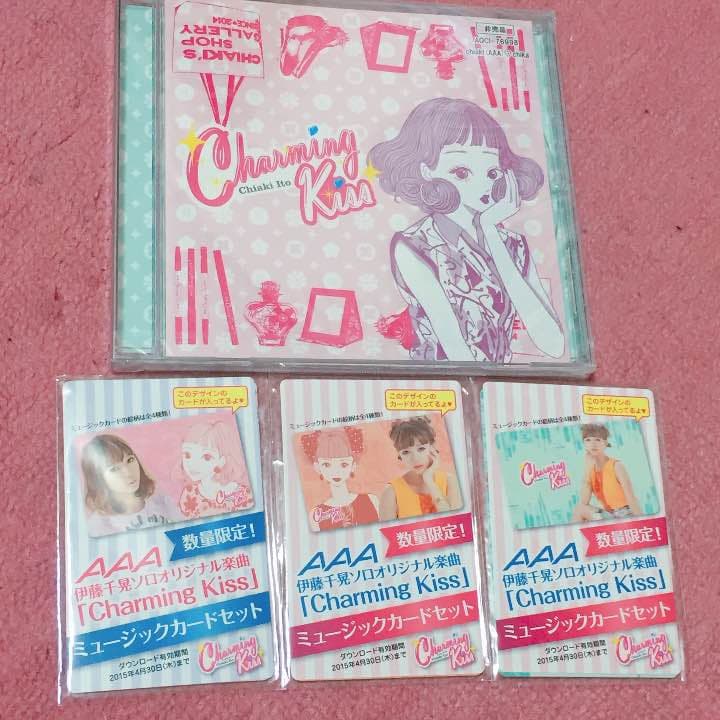 CHIAKI'S
SHOP
GALLERY
SINCE 2014
非売品
AQC1-76998
Charming
Chiaki Ito
Kiss
このデザインの
カードが入ってるよ♥
ミュージックカードの絵柄は全4種類!
Charming
Kiss
数量限定!
AAA
伊藤千晃ソロオリジナル楽曲
「Charming Kiss」
ミュージックカードセット
ダウンロード有効期間
2015年4月30日(木)まで
Charming
Kiss
このデザインの
カードが入ってるよ♥
ミュージックカードの絵柄は全4種類!
Charming
Kiss
数量限定!
AAA
伊藤千晃ソロオリジナル楽曲
「Charming Kiss」
ミュージックカードセット
ダウンロード有効期間
2015年4月30日(木)まで
Charming
Kiss
このデザインの
カードが入ってるよ♥
ミュージックカードの絵柄は全4種類!
Charming
Kiss
数量限定!
AAA
伊藤千晃ソロオリジナル楽曲
「Charming Kiss」
ミュージックカードセット
ダウンロード有効期間
2015年4月30日(木)まで
Charming
Kiss